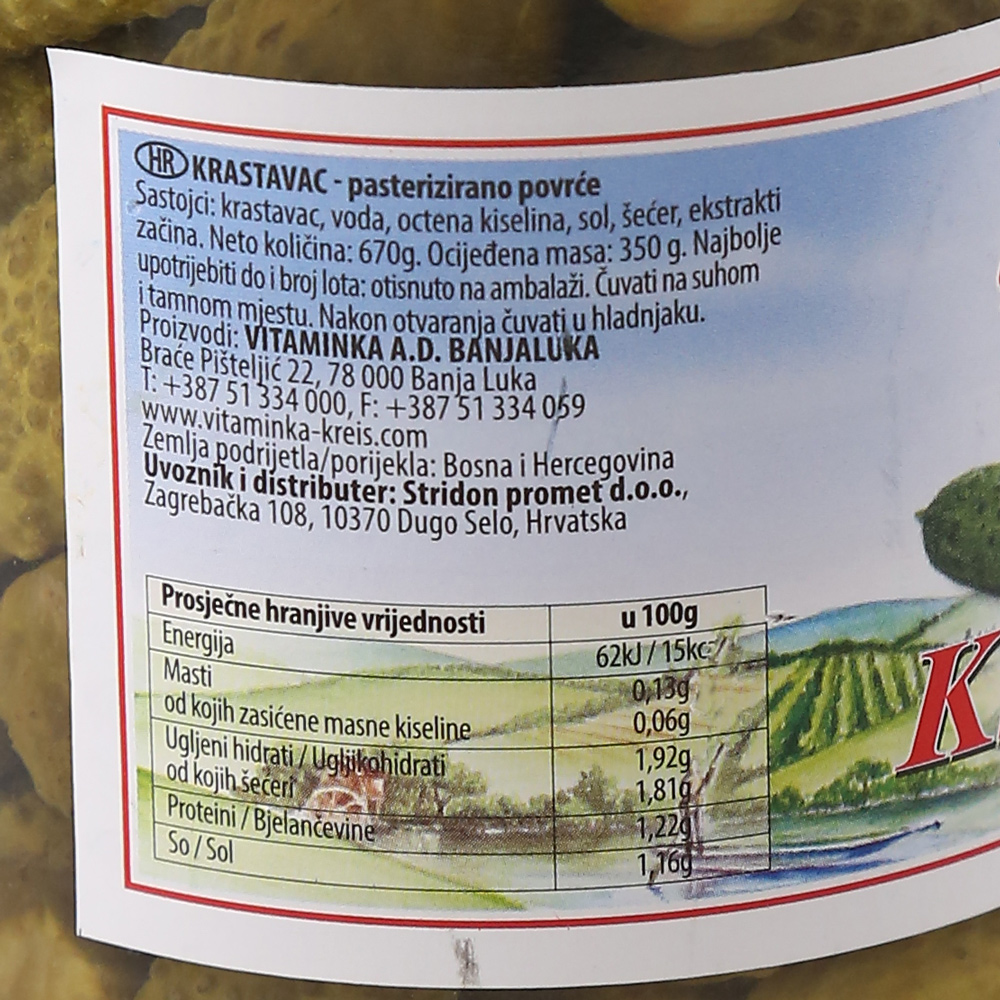 HR KRASTAVAC - pasterizirano povrće
Sastojci: krastavac, voda, octena kiselina, sol, šećer, ekstrakti
začina. Neto količina: 670g. Ocijeđena masa: 350 g. Najbolje
upotrijebiti do i broj lota: otisnuto na ambalaži. Čuvati na suhom
i tamnom mjestu. Nakon otvaranja čuvati u hladnjaku.
Proizvodi: VITAMINKA A.D. BANJALUKA
Braće Pišteljić 22, 78 000 Banja Luka
T: +387 51 334 000, F: +387 51 334 059
www.vitaminka-kreis.com
Zemlja podrijetla/porijekla: Bosna i Hercegovina
Uvoznik i distributer: Stridon promet d.o.o.,
Zagrebačka 108, 10370 Dugo Selo, Hrvatska
Prosječne hranjive vrijednosti u 100g
Energija 62kJ / 15kc
Masti 0,13g
od kojih zasićene masne kiseline 0,06g
Ugljeni hidrati / Ugljikohidrati 1,92g
od kojih šećeri 1,81g
Proteini / Bjelančevine 1,22g
So / Sol 1,16g
K